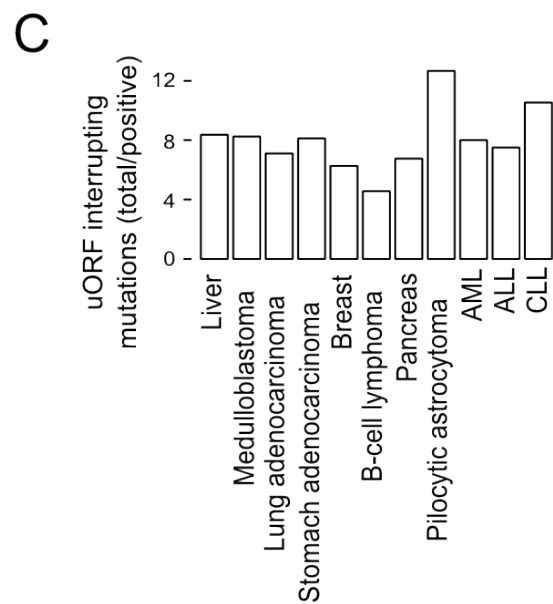 C
uORF interrupting
mutations (total/positive)
12
8
4
0
Liver
Medulloblastoma
Lung adenocarcinoma
Stomach adenocarcinoma
Breast
B-cell lymphoma
Pancreas
Pilocytic astrocytoma
AML
ALL
CLL